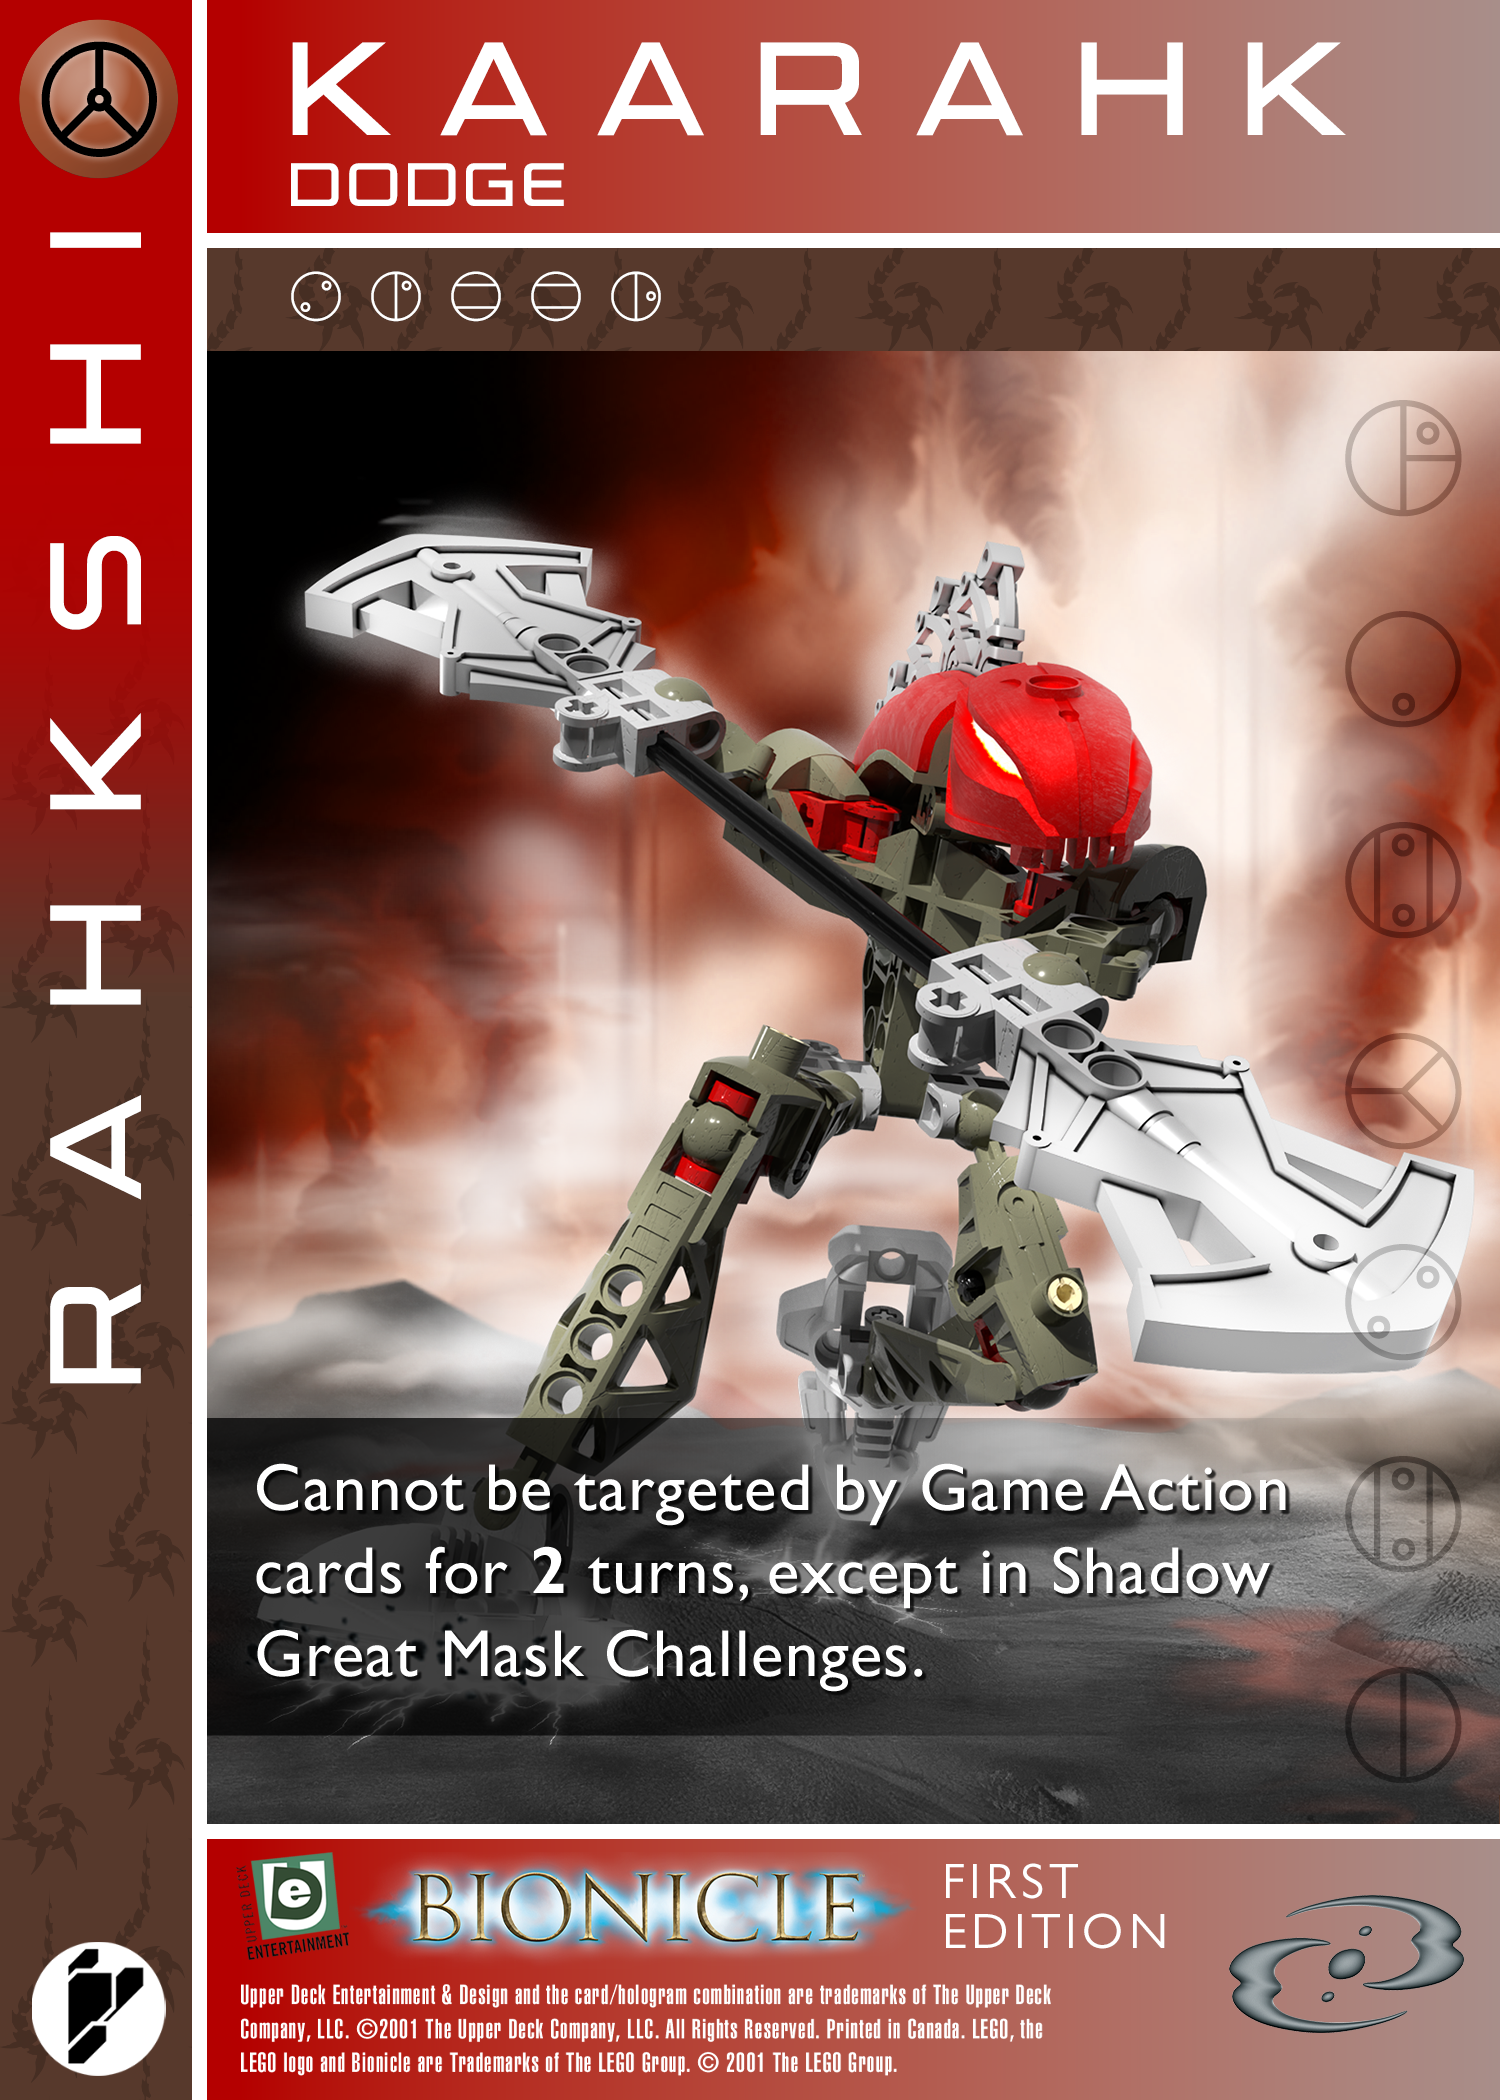 KAARAHK
DODGE
RAHKSHI
Cannot be targeted by Game Action
cards for 2 turns, except in Shadow
Great Mask Challenges.
UPPER DECK
e
ENTERTAINMENT
BIONICLE
FIRST
EDITION
Upper Deck Entertainment & Design and the card/hologram combination are trademarks of The Upper Deck
Company, LLC. ©2001 The Upper Deck Company, LLC. All Rights Reserved. Printed in Canada. LEGO, the
LEGO logo and Bionicle are Trademarks of The LEGO Group. © 2001 The LEGO Group.